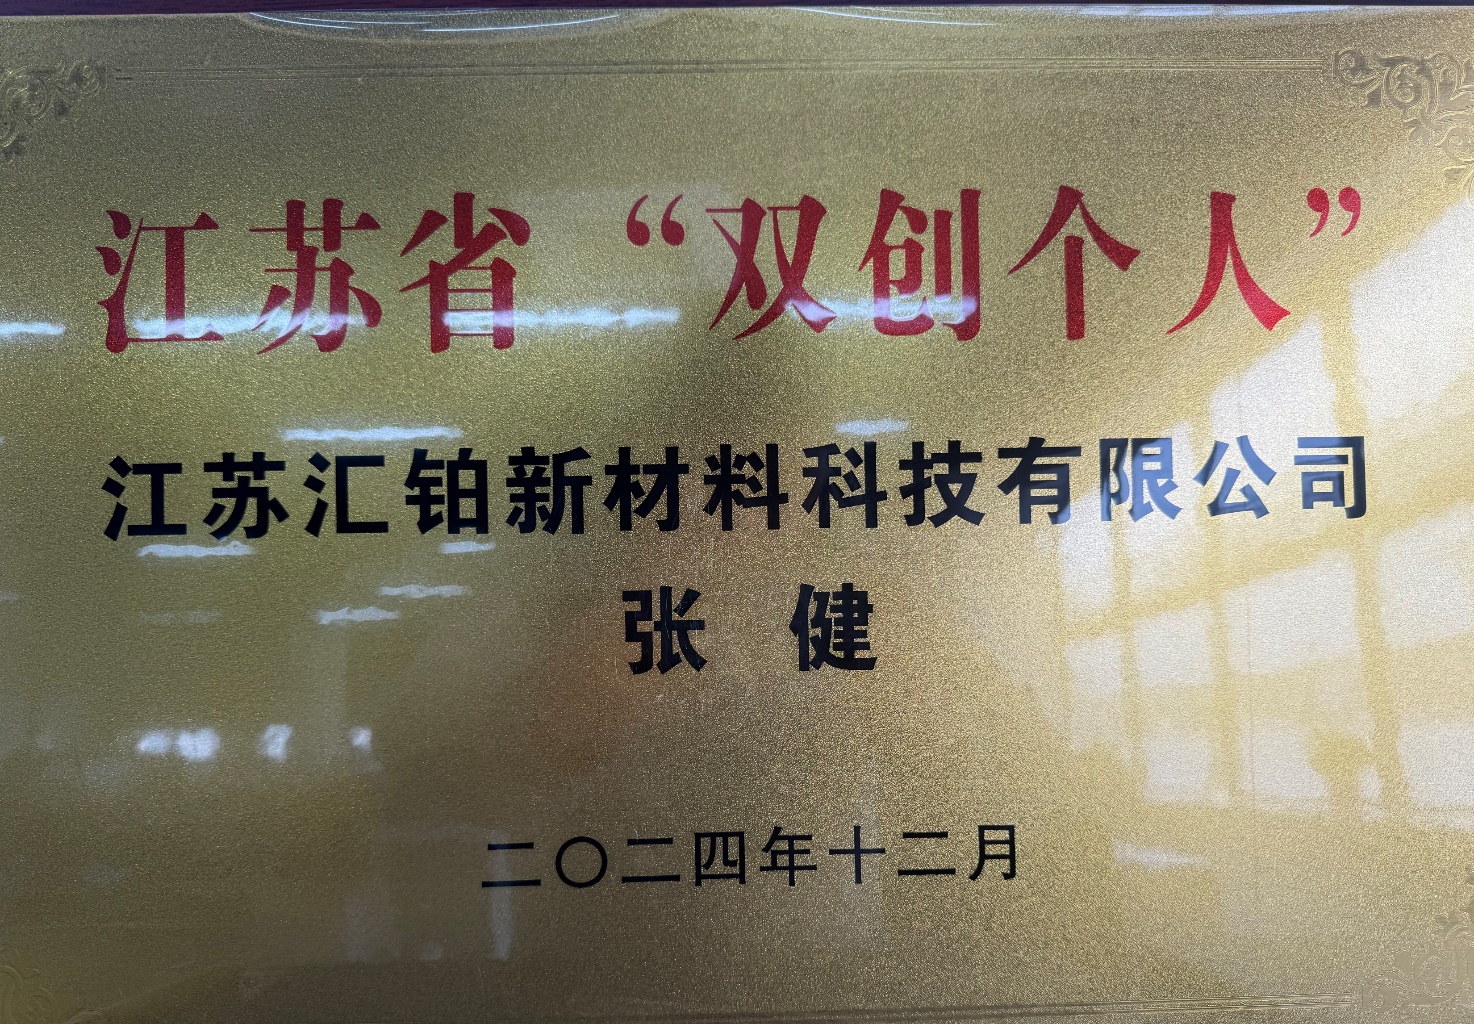 江苏省“双创个人”
江苏汇铂新材料科技有限公司
张 健
二〇二四年十二月